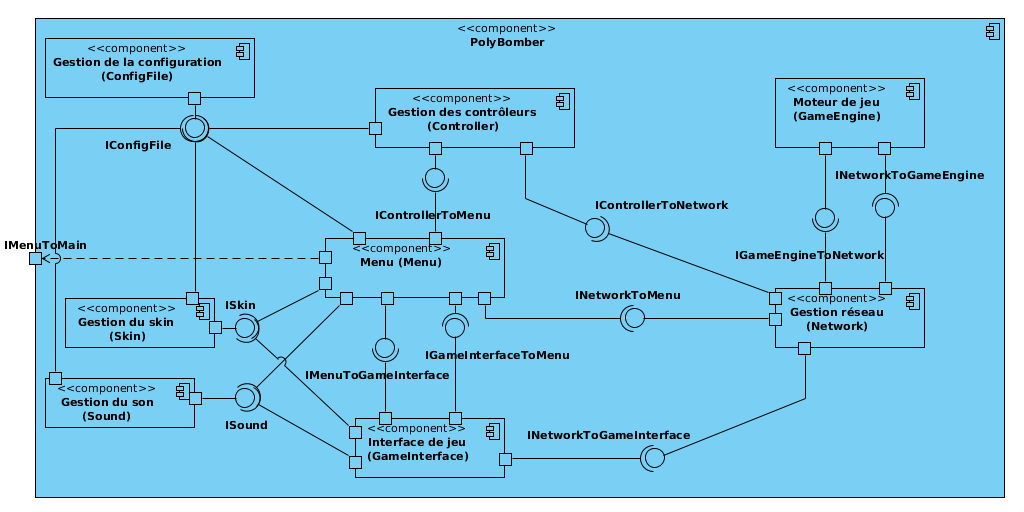 <<component>>
PolyBomber
<<component>>
Gestion de la configuration
(ConfigFile)
<<component>>
Gestion des contrôleurs
(Controller)
<<component>>
Moteur de jeu
(GameEngine)
IConfigFile
INetworkToGameEngine
IControllerToMenu
IControllerToNetwork
IMenuToMain
<<component>>
Menu (Menu)
IGameEngineToNetwork
<<component>>
Gestion du skin
(Skin)
ISkin
INetworkToMenu
<<component>>
Gestion réseau
(Network)
IGameInterfaceToMenu
IMenuToGameInterface
<<component>>
Gestion du son
(Sound)
ISound
<<component>>
Interface de jeu
(GameInterface)
INetworkToGameInterface